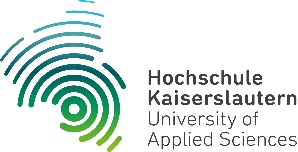 Hochschule
Kaiserslautern
University of
Applied Sciences